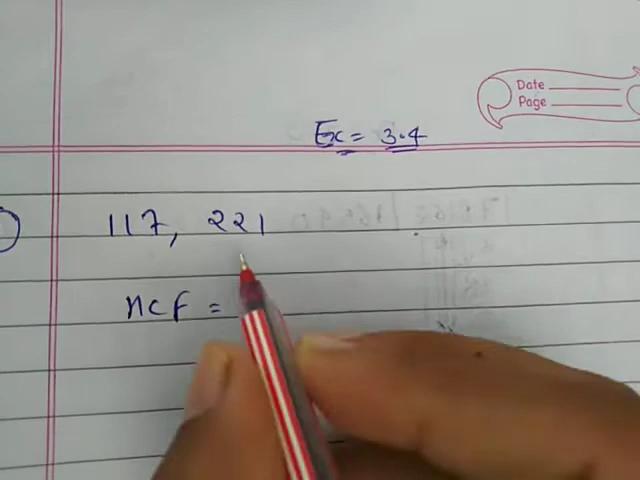 Date
Page
Ex = 3.4
117, 221
HCF =